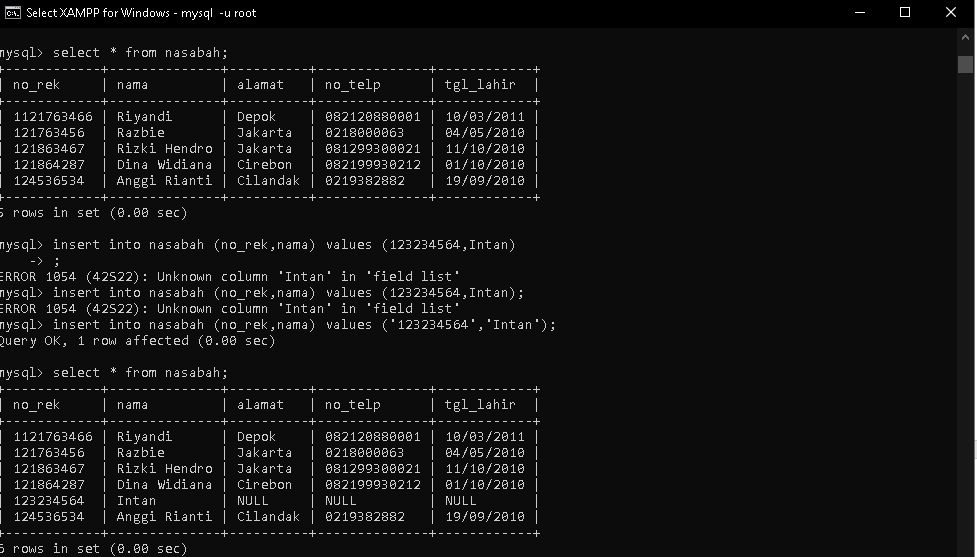 Select XAMPP for Windows - mysql -u root
mysql> select * from nasabah;
+------------+--------------+----------+--------------+------------+
| no_rek     | nama         | alamat   | no_telp      | tgl_lahir  |
+------------+--------------+----------+--------------+------------+
| 1121763466 | Riyandi      | Depok    | 082120880001 | 10/03/2011 |
| 121763456  | Razbie       | Jakarta  | 0218000063   | 04/05/2010 |
| 121863467  | Rizki Hendro | Jakarta  | 081299300021 | 11/10/2010 |
| 121864287  | Dina Widiana | Cirebon  | 082199930212 | 01/10/2010 |
| 124536534  | Anggi Rianti | Cilandak | 0219382882   | 19/09/2010 |
+------------+--------------+----------+--------------+------------+
5 rows in set (0.00 sec)
mysql> insert into nasabah (no_rek,nama) values (123234564,Intan)
    -> ;
ERROR 1054 (42S22): Unknown column 'Intan' in 'field list'
mysql> insert into nasabah (no_rek,nama) values (123234564,Intan);
ERROR 1054 (42S22): Unknown column 'Intan' in 'field list'
mysql> insert into nasabah (no_rek,nama) values ('123234564','Intan');
Query OK, 1 row affected (0.00 sec)
mysql> select * from nasabah;
+------------+--------------+----------+--------------+------------+
| no_rek     | nama         | alamat   | no_telp      | tgl_lahir  |
+------------+--------------+----------+--------------+------------+
| 1121763466 | Riyandi      | Depok    | 082120880001 | 10/03/2011 |
| 121763456  | Razbie       | Jakarta  | 0218000063   | 04/05/2010 |
| 121863467  | Rizki Hendro | Jakarta  | 081299300021 | 11/10/2010 |
| 121864287  | Dina Widiana | Cirebon  | 082199930212 | 01/10/2010 |
| 123234564  | Intan        | NULL     | NULL         | NULL       |
| 124536534  | Anggi Rianti | Cilandak | 0219382882   | 19/09/2010 |
+------------+--------------+----------+--------------+------------+
6 rows in set (0.00 sec)